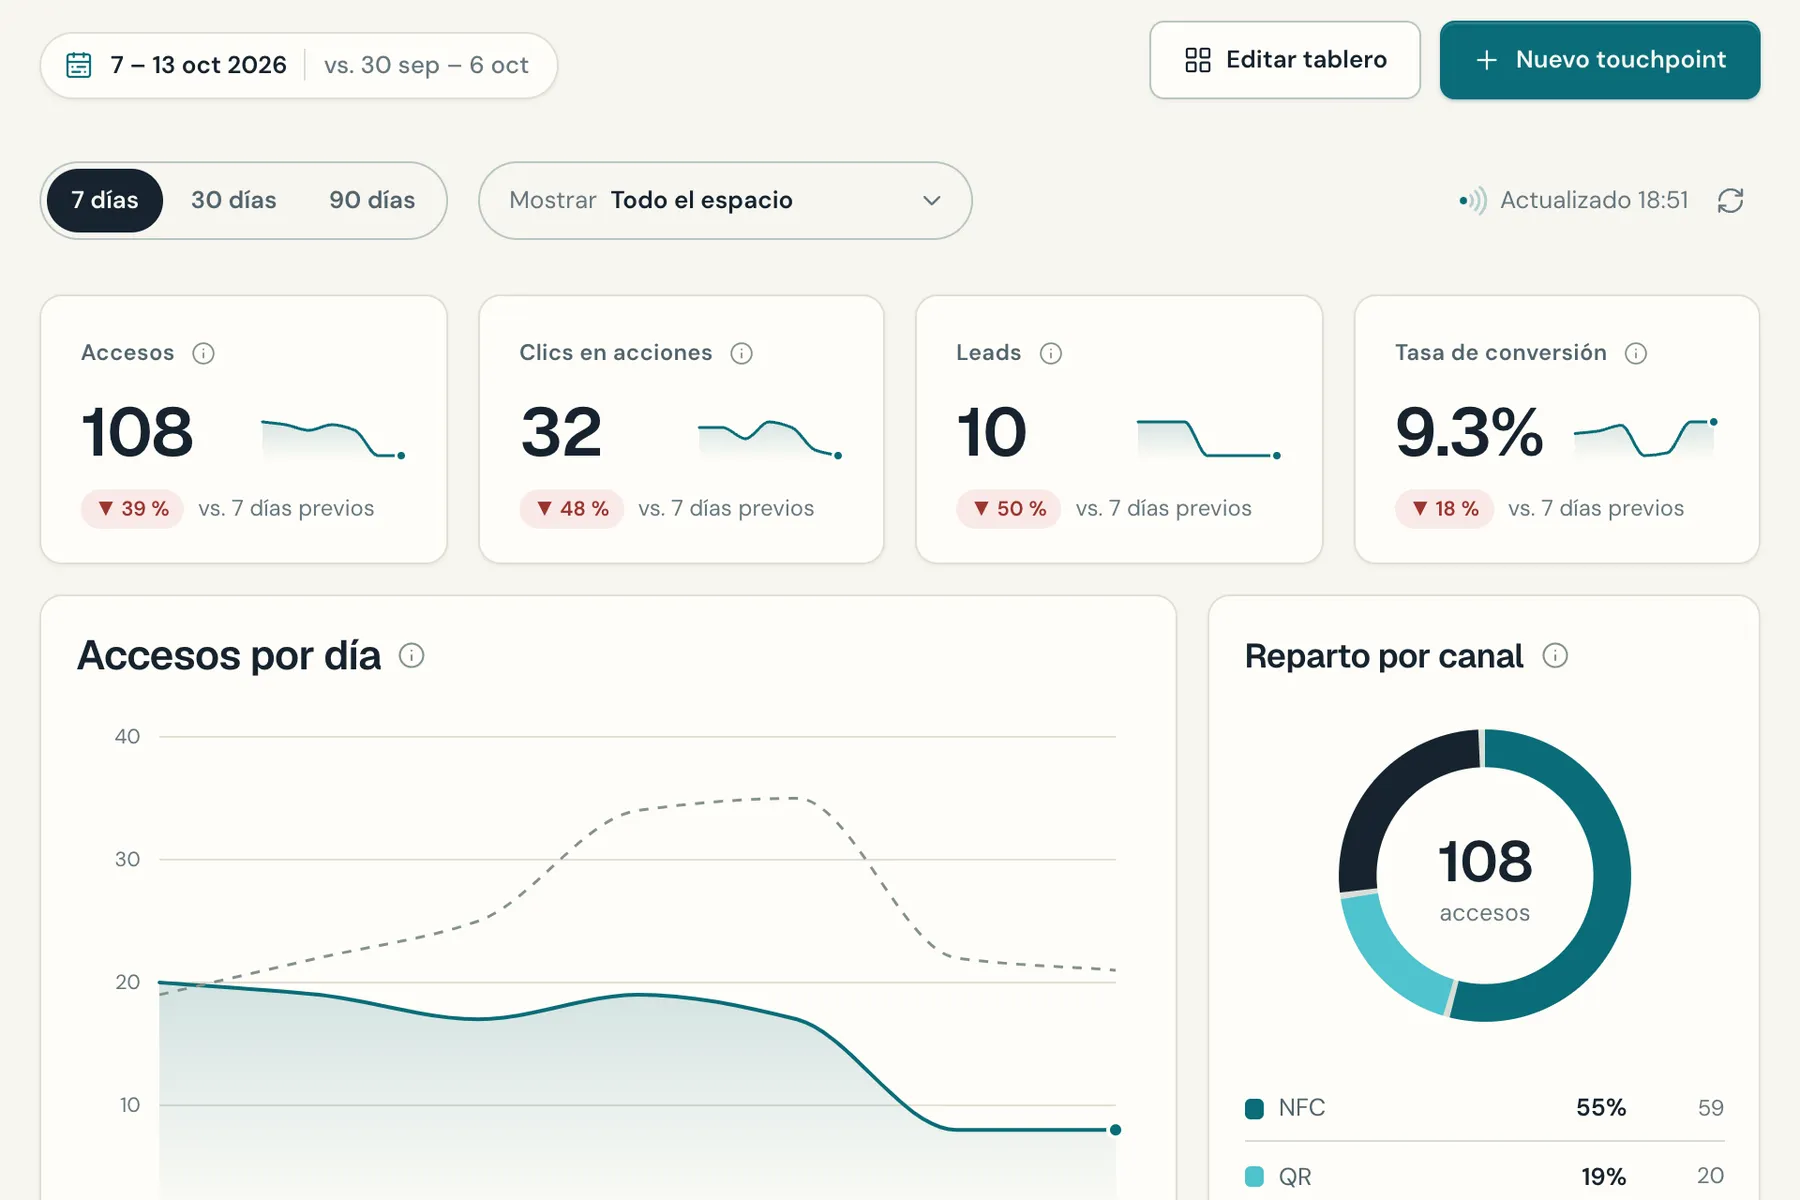 7 – 13 oct 2026 vs. 30 sep – 6 oct
Editar tablero
Nuevo touchpoint
7 días 30 días 90 días
Mostrar Todo el espacio
Actualizado 18:51
Accesos
108
▼ 39 % vs. 7 días previos
Clics en acciones
32
▼ 48 % vs. 7 días previos
Leads
10
▼ 50 % vs. 7 días previos
Tasa de conversión
9.3%
▼ 18 % vs. 7 días previos
Accesos por día
40
30
20
10
Reparto por canal
108
accesos
NFC 55% 59
QR 19% 20